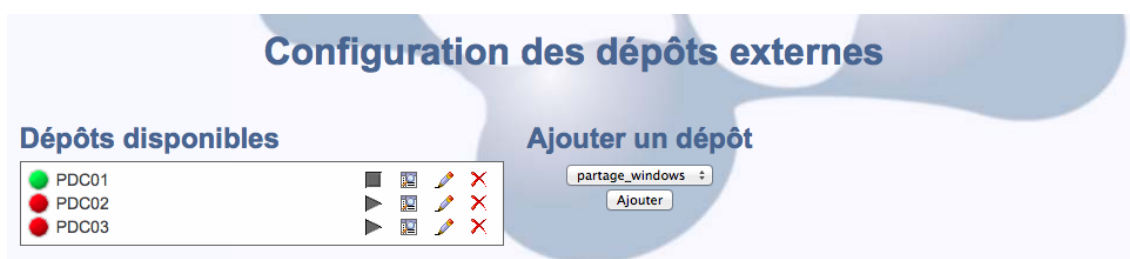 Configuration des dépôts externes
Dépôts disponibles
PDC01
PDC02
PDC03
Ajouter un dépôt
partage_windows
Ajouter